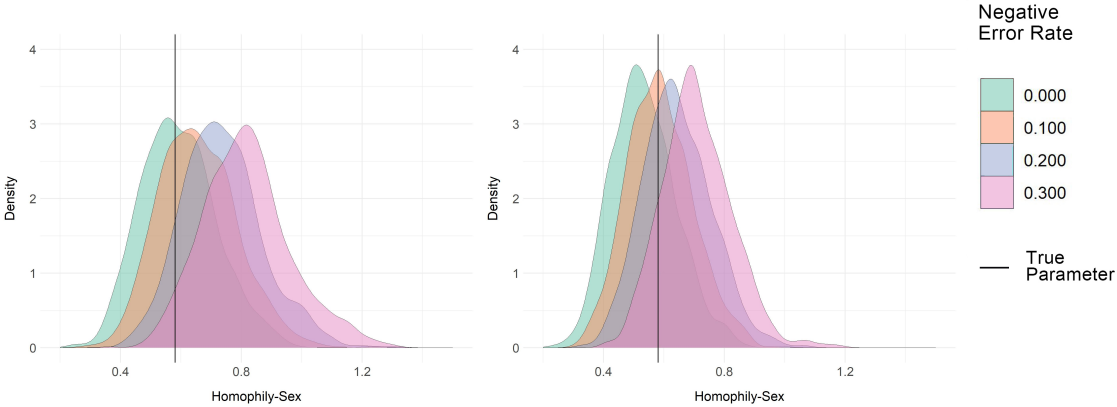 4
3
2
1
0
Density
0.4 0.8 1.2
Homophily-Sex
4
3
2
1
0
Density
0.4 0.8 1.2
Homophily-Sex
Negative
Error Rate
0.000
0.100
0.200
0.300
True
Parameter